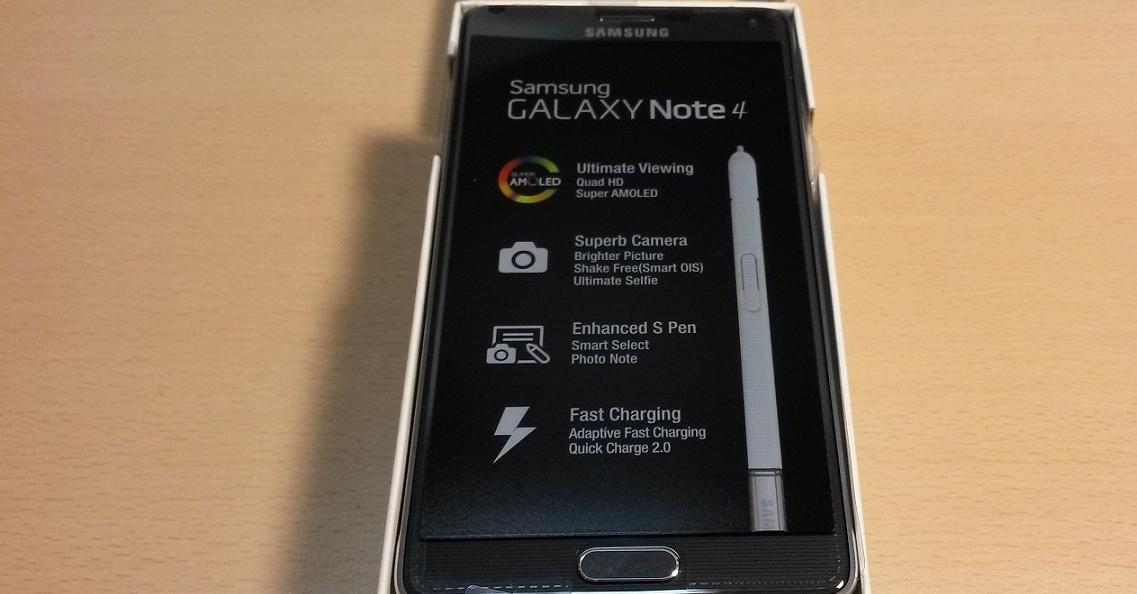 SAMSUNG
Samsung
GALAXY Note 4
SUPER
AMOLED
Ultimate Viewing
Quad HD
Super AMOLED
Superb Camera
Brighter Picture
Shake Free(Smart OIS)
Ultimate Selfie
Enhanced S Pen
Smart Select
Photo Note
Fast Charging
Adaptive Fast Charging
Quick Charge 2.0
SAM